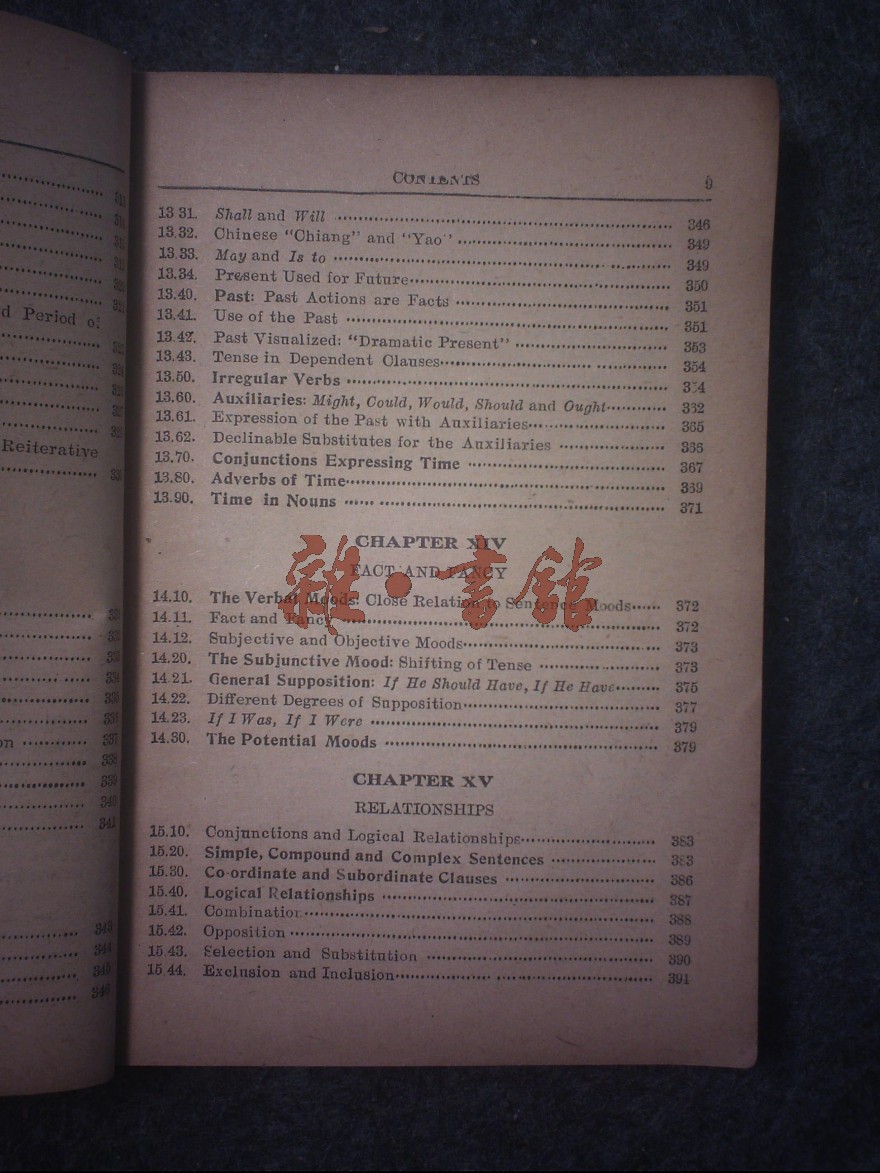 d Period of
Reiterative
CONTENTS 9
13.31. Shall and Will 346
13.32. Chinese "Chiang" and "Yao" 349
13.33. May and Is to 349
13.34. Present Used for Future 350
13.40. Past: Past Actions are Facts 351
13.41. Use of the Past 351
13.42. Past Visualized: "Dramatic Present" 353
13.43. Tense in Dependent Clauses 354
13.50. Irregular Verbs
13.60. Auxiliaries: Might, Could, Would, Should and Ought 362
13.61. Expression of the Past with Auxiliaries 365
13.62. Declinable Substitutes for the Auxiliaries 366
13.70. Conjunctions Expressing Time 367
13.80. Adverbs of Time 369
13.90. Time in Nouns 371
CHAPTER XIV
FACT AND FANCY
雜·書館
14.10. The Verbal Moods: Close Relation to Sentence Moods 372
14.11. Fact and Fancy 372
14.12. Subjective and Objective Moods 373
14.20. The Subjunctive Mood: Shifting of Tense 373
14.21. General Supposition: If He Should Have, If He Have 375
14.22. Different Degrees of Supposition 377
14.23. If I Was, If I Were 379
14.30. The Potential Moods 379
CHAPTER XV
RELATIONSHIPS
15.10. Conjunctions and Logical Relationships 383
15.20. Simple, Compound and Complex Sentences 383
15.30. Co-ordinate and Subordinate Clauses 386
15.40. Logical Relationships 387
15.41. Combination 388
15.42. Opposition 389
15.43. Selection and Substitution 390
15.44. Exclusion and Inclusion 391